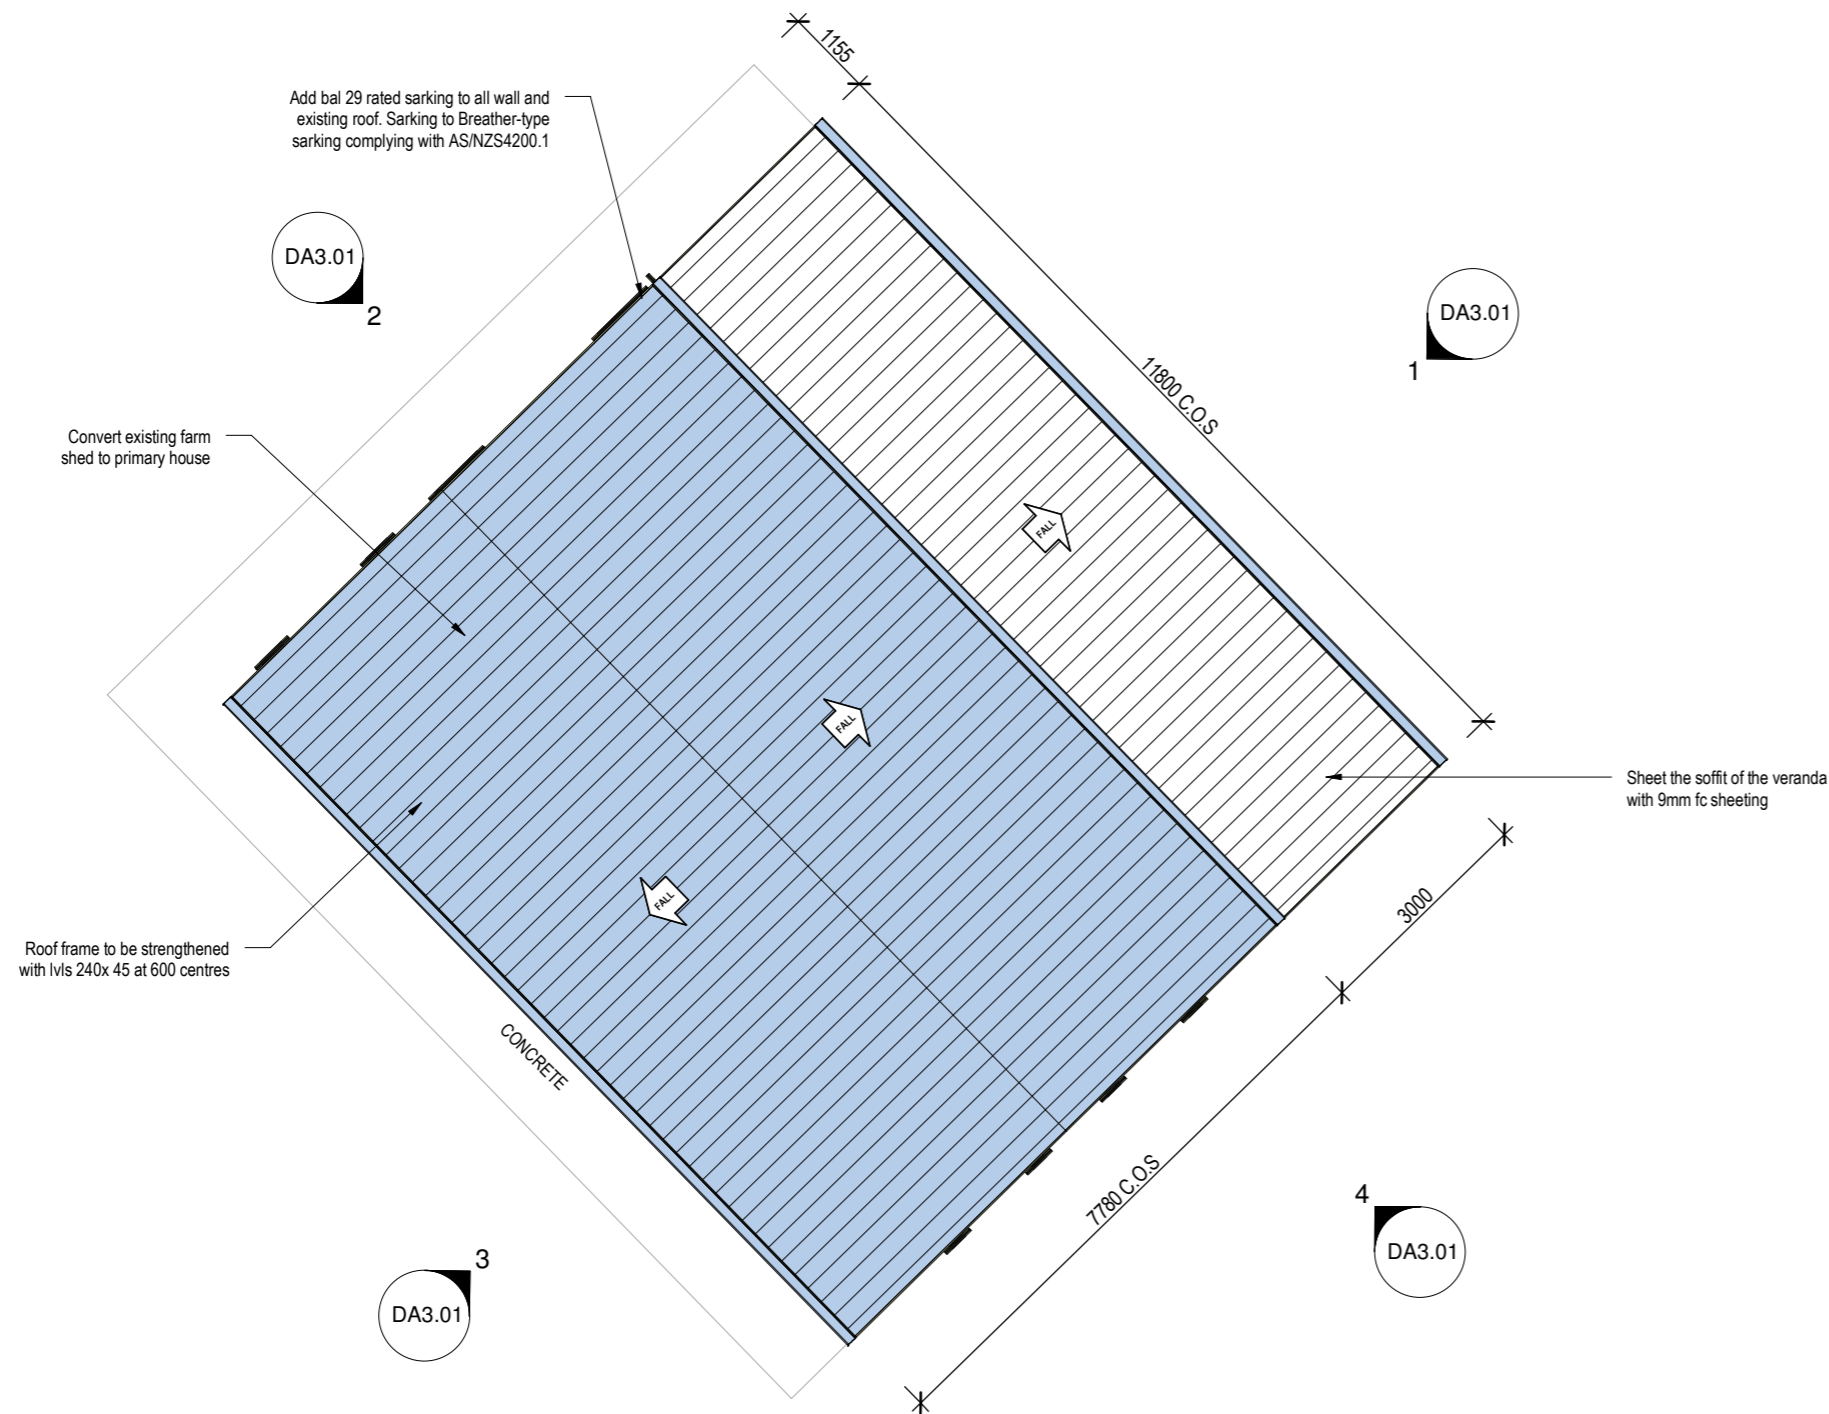 1155
Add bal 29 rated sarking to all wall and
existing roof. Sarking to Breather-type
sarking complying with AS/NZS4200.1
DA3.01
2
DA3.01
1
11800 C.O.S
Convert existing farm
shed to primary house
FALL
FALL
Sheet the soffit of the veranda
with 9mm fc sheeting
FALL
3000
Roof frame to be strengthened
with lvls 240x 45 at 600 centres
CONCRETE
7780 C.O.S
4
DA3.01
3
DA3.01